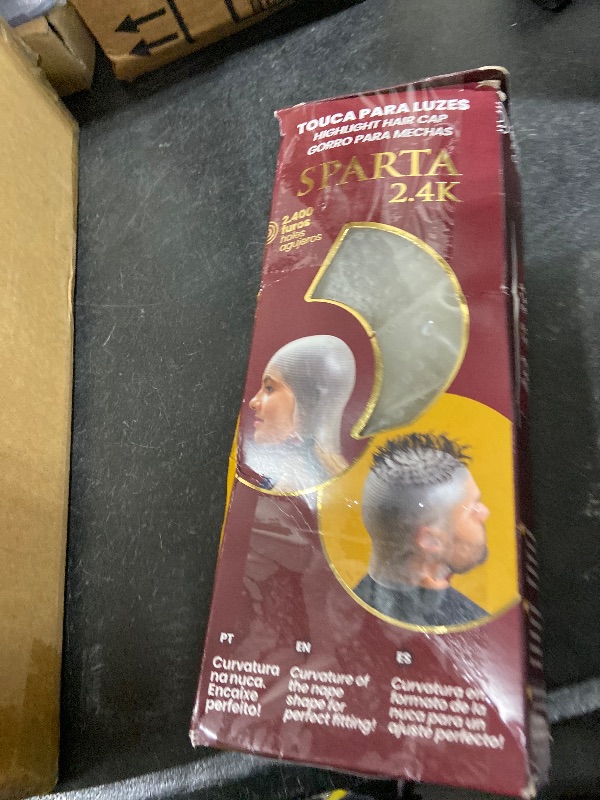 TOUCA PARA LUZES
HIGHLIGHT HAIR CAP
GORRO PARA MECHAS
SPARTA
2.4K
2.400
furos
holes
agujeros
PT
Curvatura
na nuca.
Encaixe
perfeito!
EN
Curvature of
the nape
shape for
perfect fitting!
ES
Curvatura en
formato de la
nuca para un
ajuste perfecto!